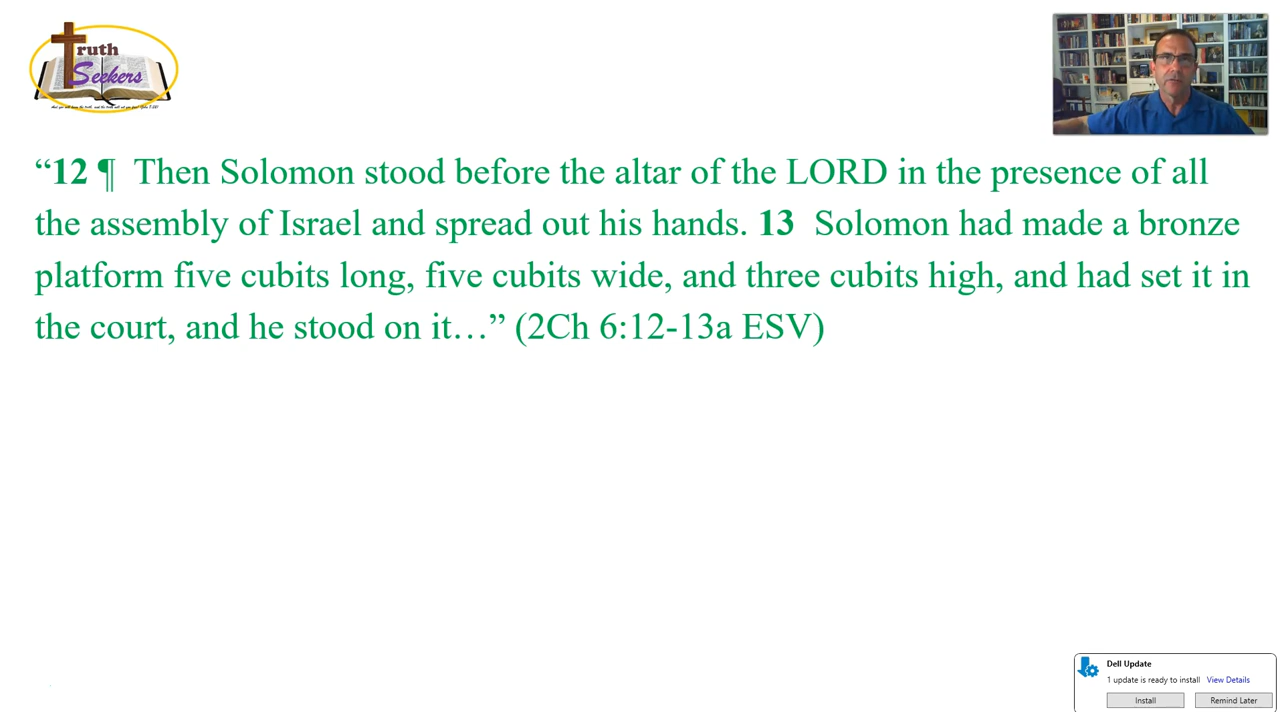 Truth
Seekers
“12 ¶ Then Solomon stood before the altar of the LORD in the presence of all
the assembly of Israel and spread out his hands. 13 Solomon had made a bronze
platform five cubits long, five cubits wide, and three cubits high, and had set it in
the court, and he stood on it…” (2Ch 6:12-13a ESV)
Dell Update
1 update is ready to install View Details
Install Remind Later